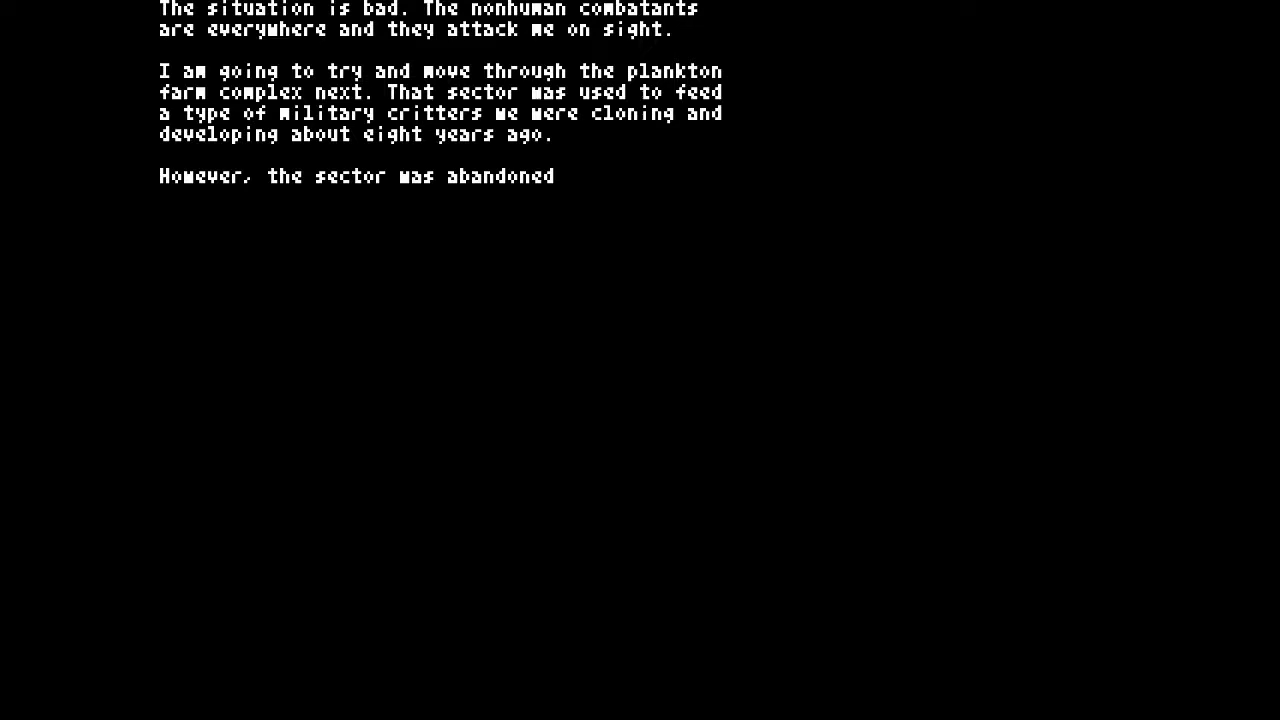 The situation is bad. The nonhuman combatants
are everywhere and they attack me on sight.
I am going to try and move through the plankton
farm complex next. That sector was used to feed
a type of military critters we were cloning and
developing about eight years ago.
However, the sector was abandoned